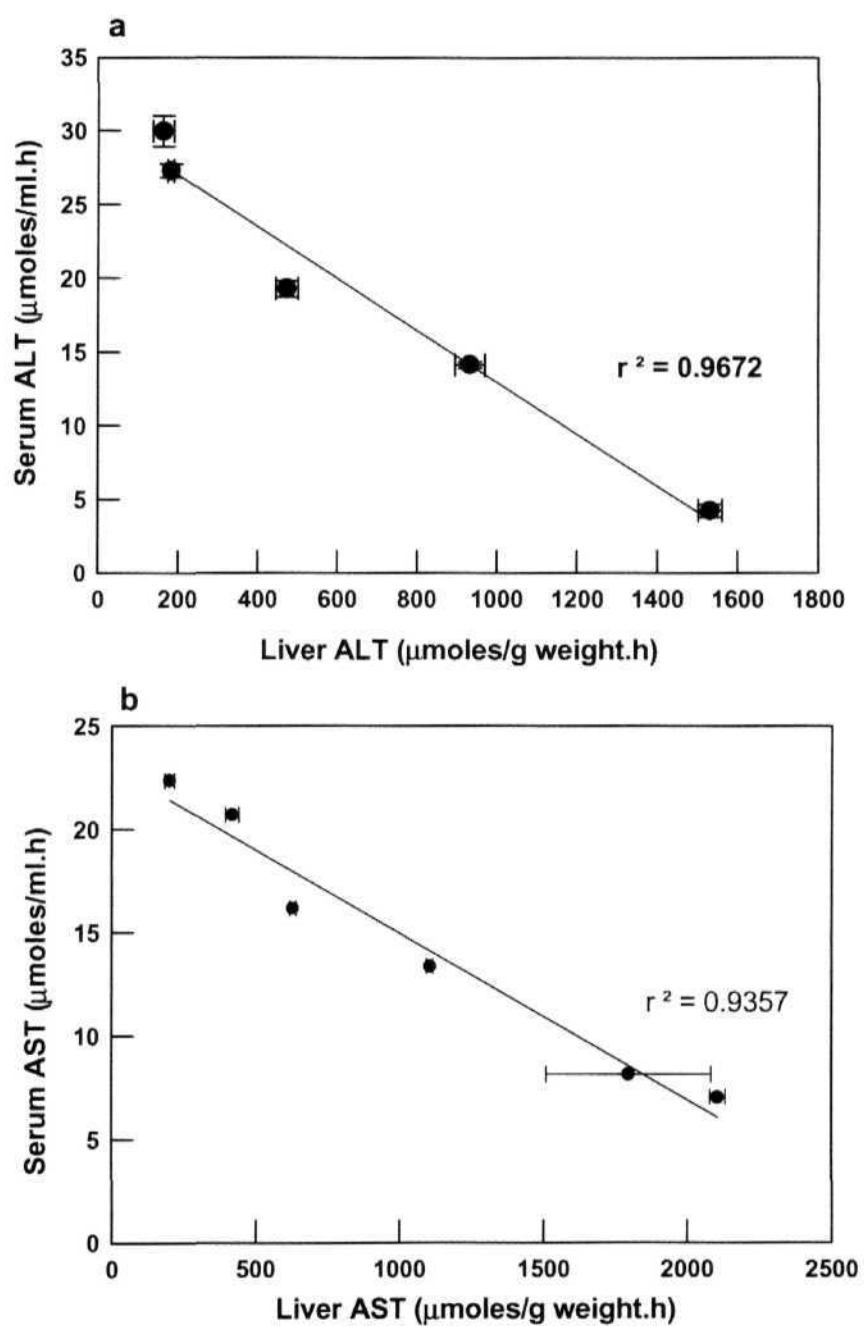 a
35
30
25
20
15
10
5
0
Serum ALT (μmoles/ml.h)
r ² = 0.9672
0 200 400 600 800 1000 1200 1400 1600 1800
Liver ALT (μmoles/g weight.h)
b
25
20
15
10
5
0
Serum AST (μmoles/ml.h)
r ² = 0.9357
0 500 1000 1500 2000 2500
Liver AST (μmoles/g weight.h)